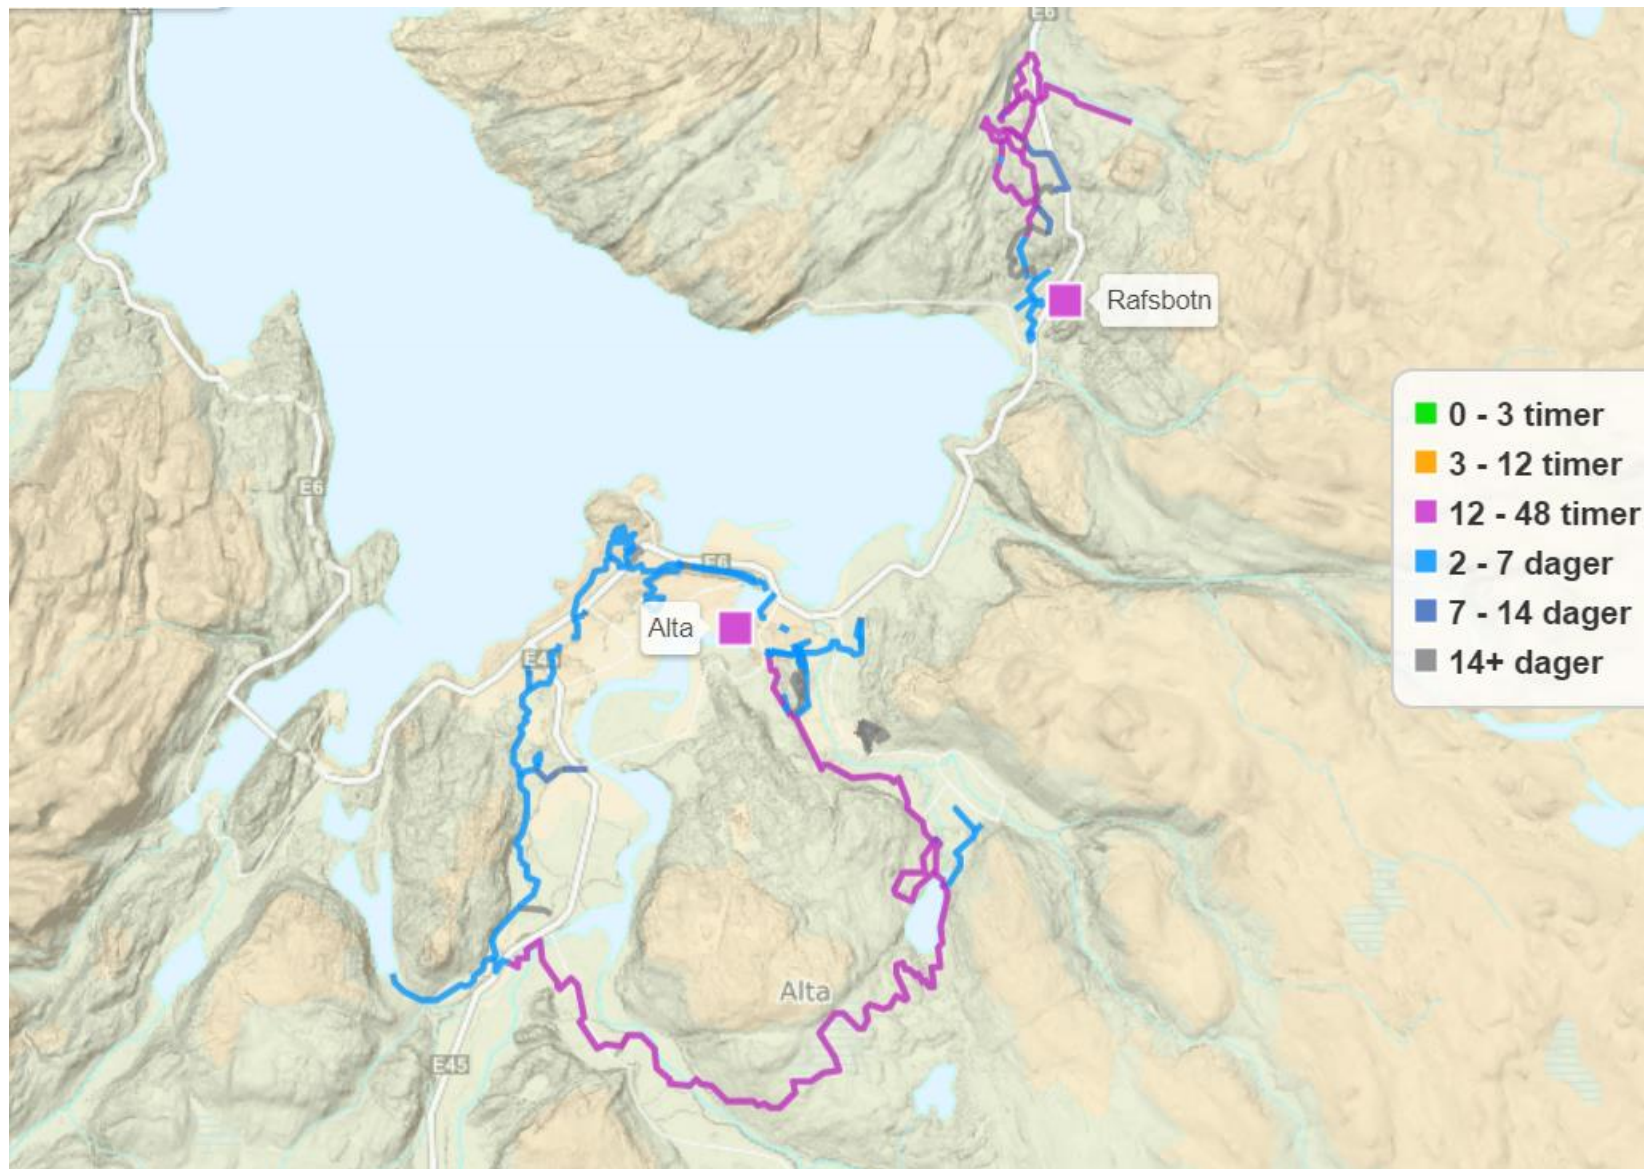 E6
E6
Rafsbotn
0 - 3 timer
3 - 12 timer
12 - 48 timer
2 - 7 dager
7 - 14 dager
14+ dager
E6
E6
Alta
E45
Alta
E45